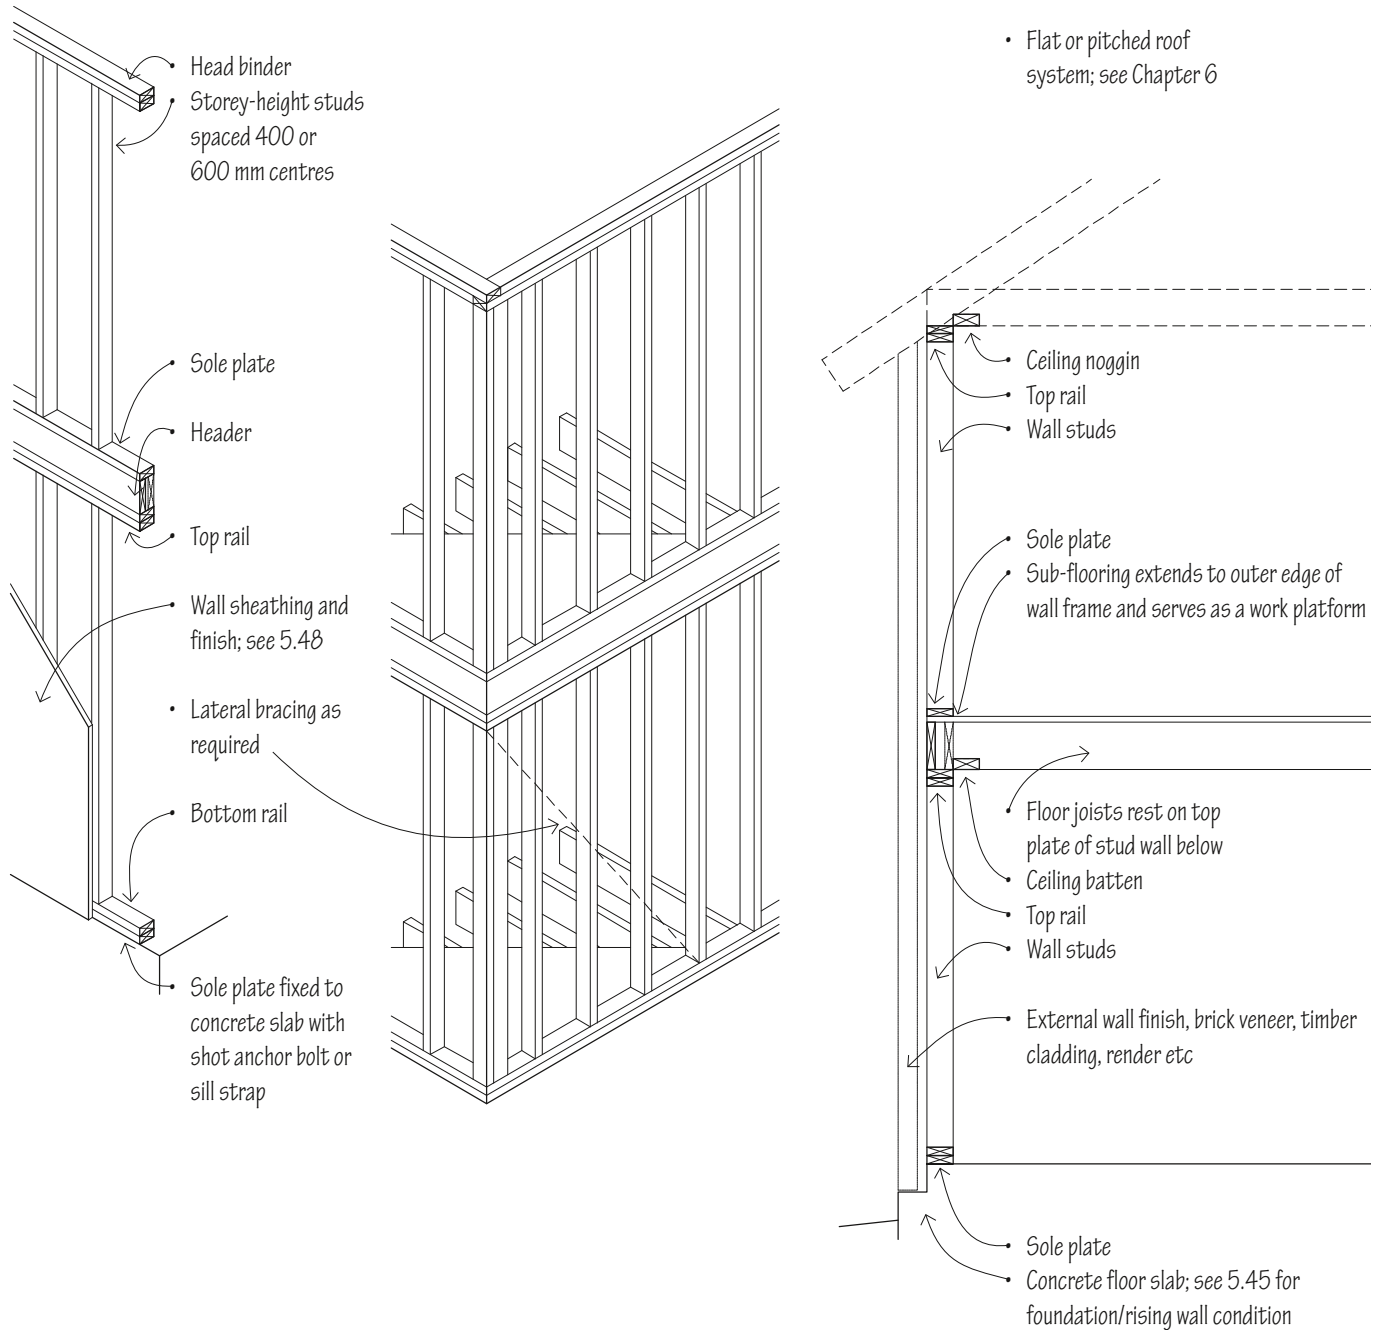 • Head binder
• Storey-height studs
spaced 400 or
600 mm centres
• Sole plate
• Header
• Top rail
• Wall sheathing and
finish; see 5.48
• Lateral bracing as
required
• Bottom rail
• Sole plate fixed to
concrete slab with
shot anchor bolt or
sill strap
• Flat or pitched roof
system; see Chapter 6
• Ceiling noggin
• Top rail
• Wall studs
• Sole plate
• Sub-flooring extends to outer edge of
wall frame and serves as a work platform
• Floor joists rest on top
plate of stud wall below
• Ceiling batten
• Top rail
• Wall studs
• External wall finish, brick veneer, timber
cladding, render etc
• Sole plate
• Concrete floor slab; see 5.45 for
foundation/rising wall condition